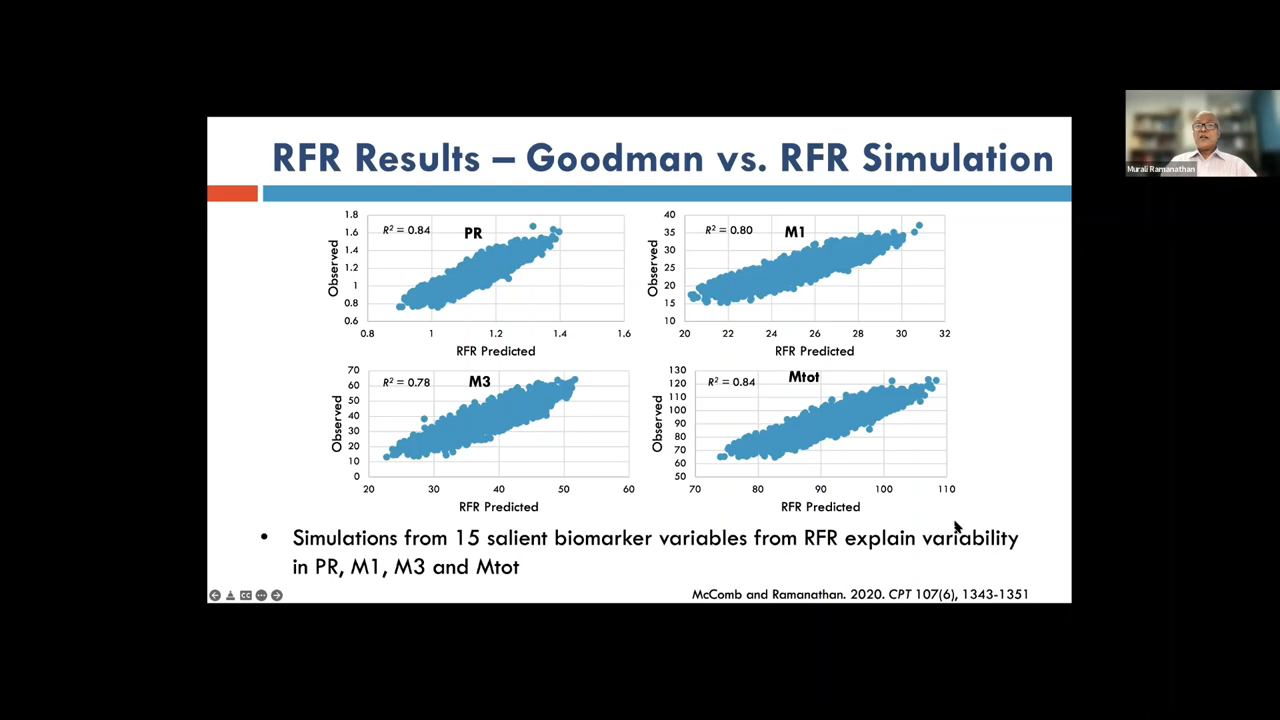 RFR Results – Goodman vs. RFR Simulation
Murali Ramanathan
R² = 0.84
PR
Observed
1.8
1.6
1.4
1.2
1
0.8
0.6
0.8
1
1.2
1.4
1.6
RFR Predicted
R² = 0.80
M1
Observed
40
35
30
25
20
15
10
20
22
24
26
28
30
32
RFR Predicted
R² = 0.78
M3
Observed
70
60
50
40
30
20
10
0
20
30
40
50
60
RFR Predicted
R² = 0.84
Mtot
Observed
130
120
110
100
90
80
70
60
50
70
80
90
100
110
RFR Predicted
• Simulations from 15 salient biomarker variables from RFR explain variability
in PR, M1, M3 and Mtot
McComb and Ramanathan. 2020. CPT 107(6), 1343-1351
CC